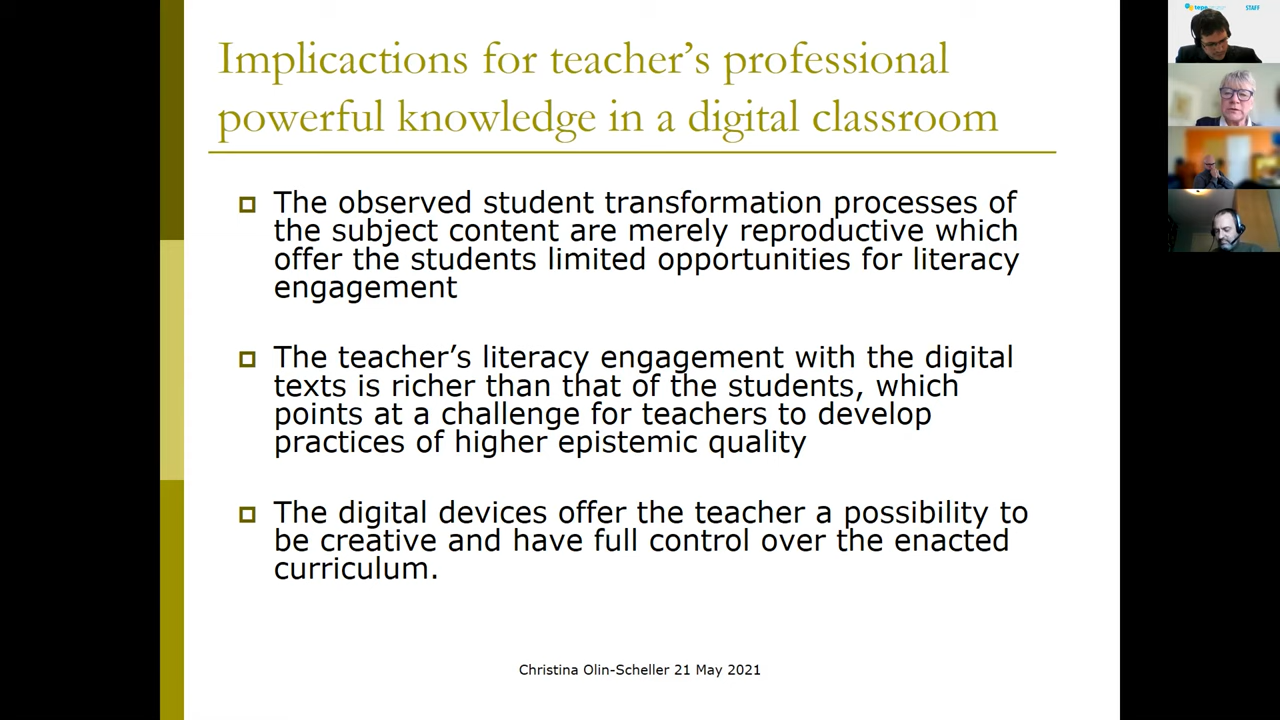 Implicactions for teacher’s professional
powerful knowledge in a digital classroom
The observed student transformation processes of
the subject content are merely reproductive which
offer the students limited opportunities for literacy
engagement
The teacher’s literacy engagement with the digital
texts is richer than that of the students, which
points at a challenge for teachers to develop
practices of higher epistemic quality
The digital devices offer the teacher a possibility to
be creative and have full control over the enacted
curriculum.
Christina Olin-Scheller 21 May 2021
STAFF